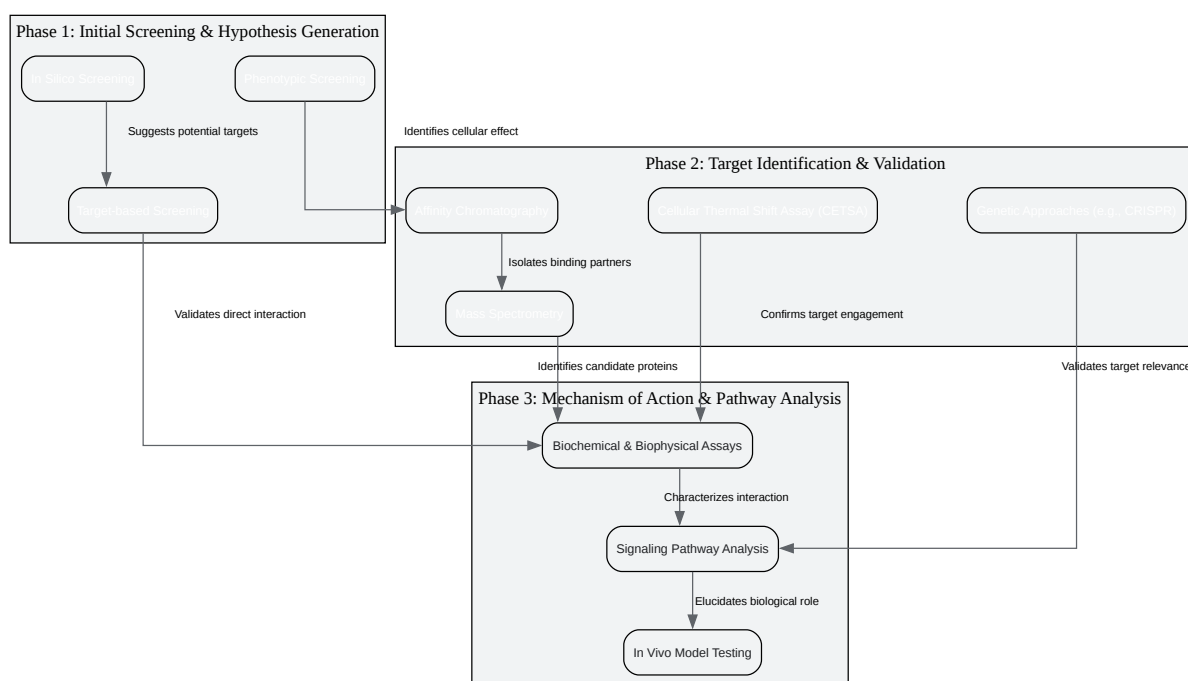 Phase 1: Initial Screening & Hypothesis Generation
In Silico Screening
Phenotypic Screening
Suggests potential targets
Identifies cellular effect
Phase 2: Target Identification & Validation
Target-based Screening
Affinity Chromatography
Cellular Thermal Shift Assay (CETSA)
Genetic Approaches (e.g., CRISPR)
Isolates binding partners
Mass Spectrometry
Validates direct interaction
Confirms target engagement
Identifies candidate proteins
Validates target relevance
Phase 3: Mechanism of Action & Pathway Analysis
Biochemical & Biophysical Assays
Characterizes interaction
Signaling Pathway Analysis
Elucidates biological role
In Vivo Model Testing